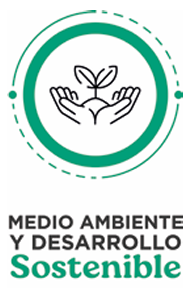 MEDIO AMBIENTE
Y DESARROLLO
Sostenible